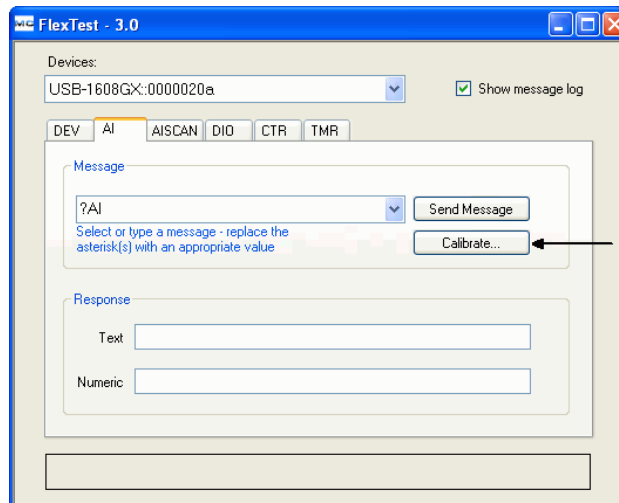 MC FlexTest - 3.0
Devices:
USB-1608GX::0000020a
Show message log
DEV AI AISCAN DIO CTR TMR
Message
?AI
Send Message
Select or type a message - replace the
asterisk(s) with an appropriate value
Calibrate...
Response
Text
Numeric